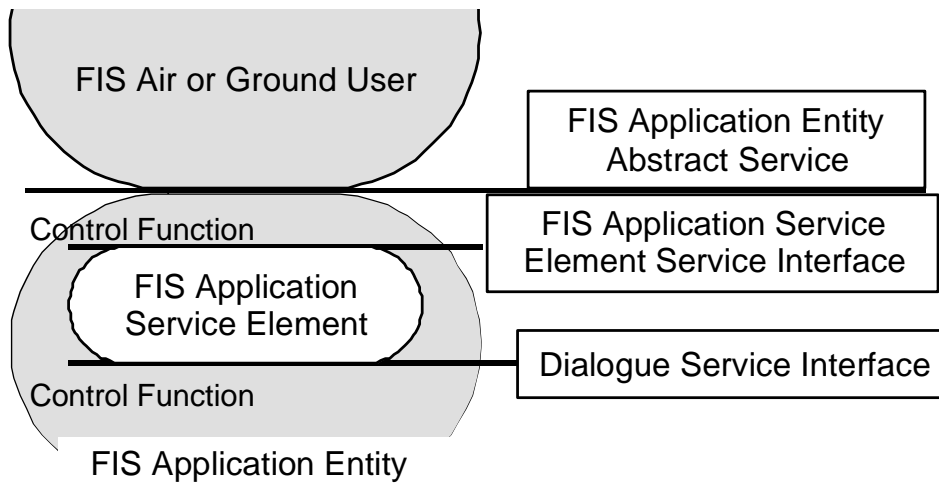 FIS Air or Ground User
FIS Application Entity
Abstract Service
Control Function
FIS Application Service
Element Service Interface
FIS Application
Service Element
Dialogue Service Interface
Control Function
FIS Application Entity